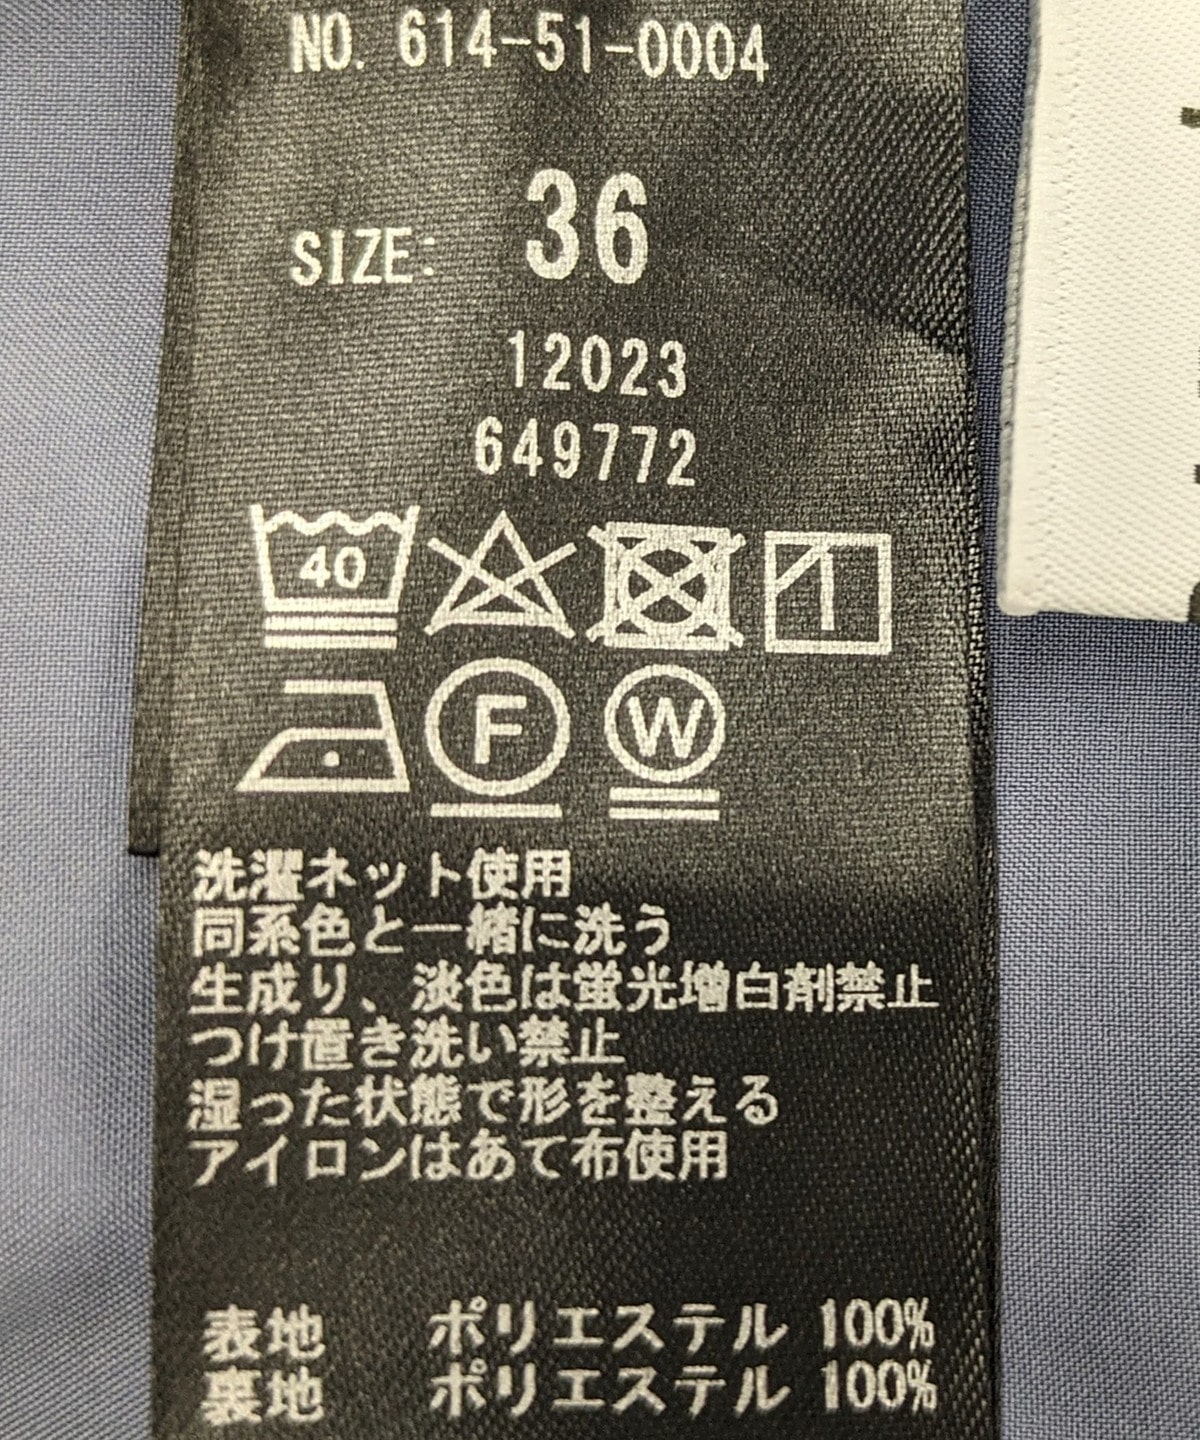 NO. 614-51-0004
SIZE: 36
12023
649772
40
F W
洗濯ネット使用
同系色と一緒に洗う
生成り、淡色は蛍光増白剤禁止
つけ置き洗い禁止
湿った状態で形を整える
アイロンはあて布使用
表地 ポリエステル 100%
裏地 ポリエステル 100%